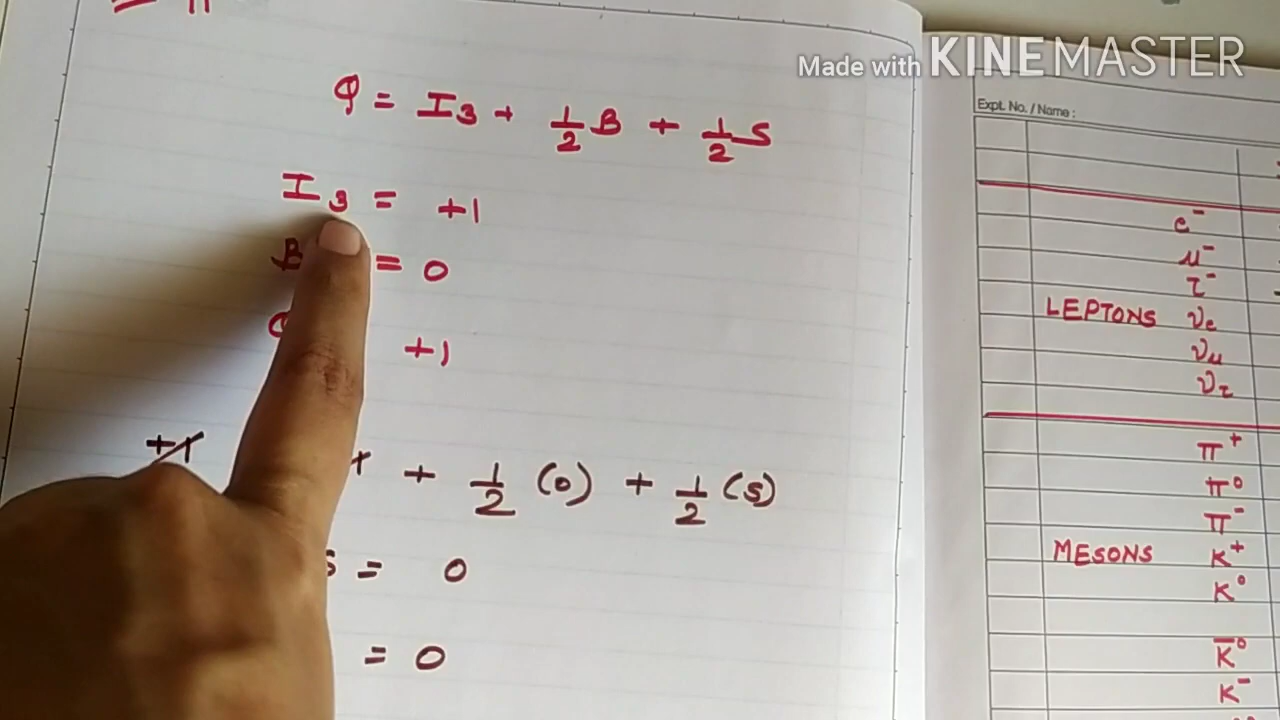 Made with KINEMASTER
Q = I3 + 1/2 B + 1/2 S
I3 = +1
B = 0
+1
+1 + 1/2 (0) + 1/2 (S)
S = 0
= 0
Expt. No. / Name :
e⁻
μ⁻
τ⁻
LEPTONS νe
νμ
ντ
π⁺
π⁰
π⁻
MESONS K⁺
K⁰
K̅⁰
K⁻